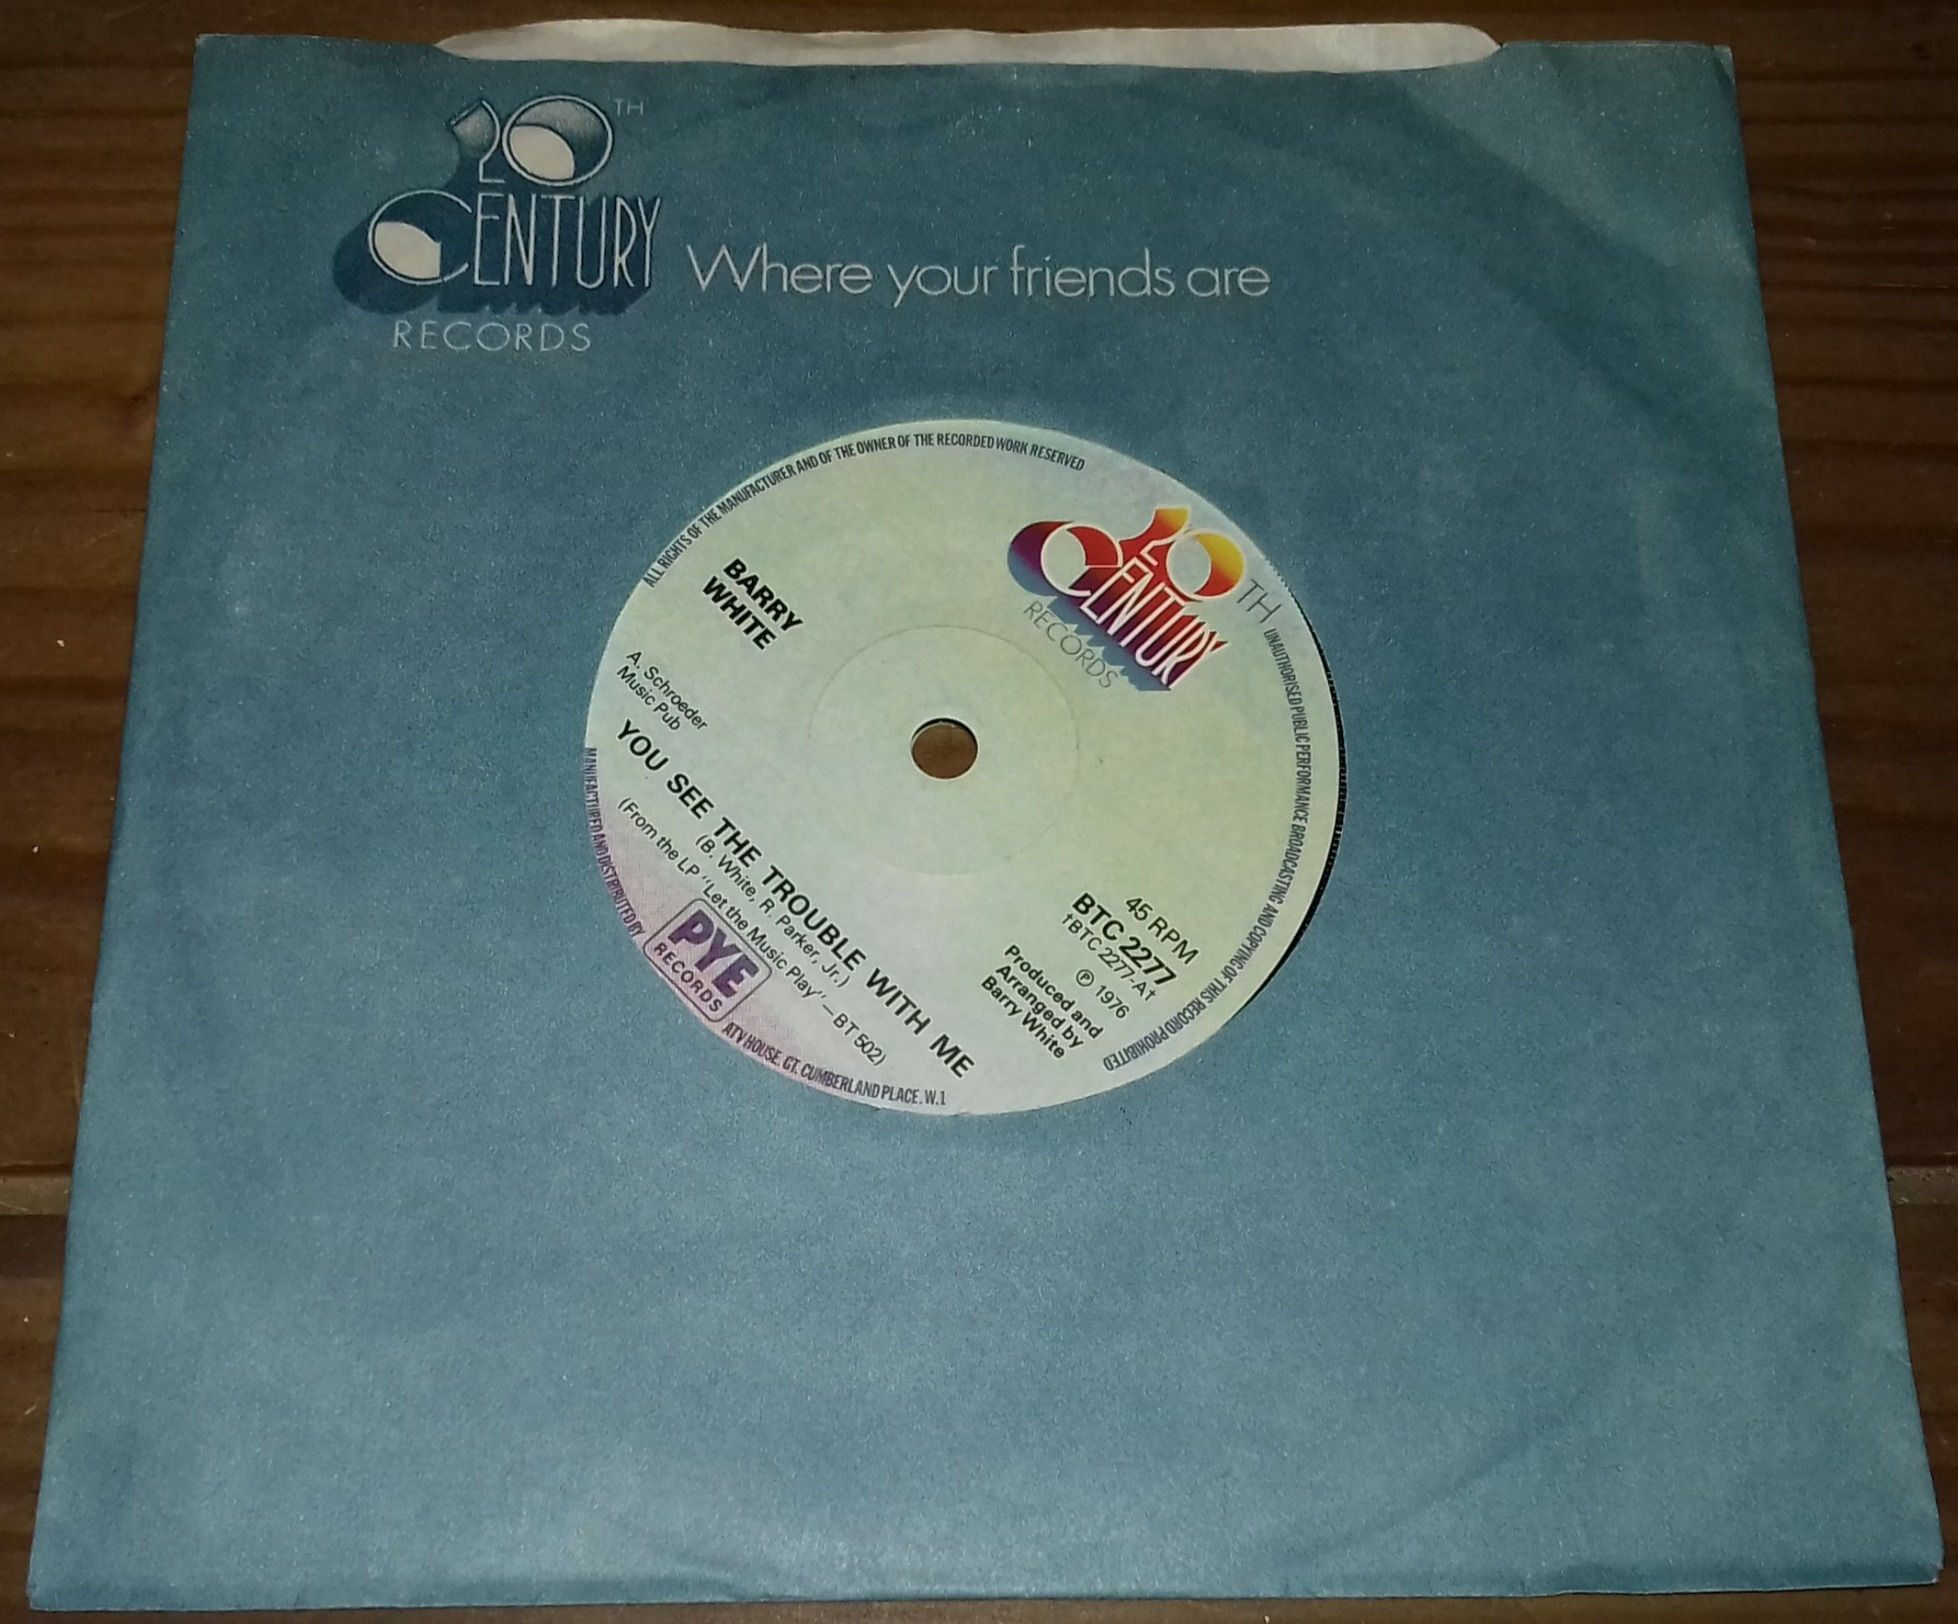 20TH
CENTURY
RECORDS
Where your friends are
ALL RIGHTS OF THE MANUFACTURER AND OF THE OWNER OF THE RECORDED WORK RESERVED
UNAUTHORISED PUBLIC PERFORMANCE BROADCASTING AND COPYING OF THIS RECORD PROHIBITED
20TH
CENTURY
RECORDS
BARRY
WHITE
A. Schroeder
Music Pub
YOU SEE THE TROUBLE WITH ME
(B. White, R. Parker, Jr.)
(From the LP "Let the Music Play"—BT 502)
45 RPM
BTC 2277
†BTC 2277-A†
℗ 1976
Produced and
Arranged by
Barry White
MANUFACTURED AND DISTRIBUTED BY
PYE
RECORDS
ATV HOUSE. GT. CUMBERLAND PLACE. W.1